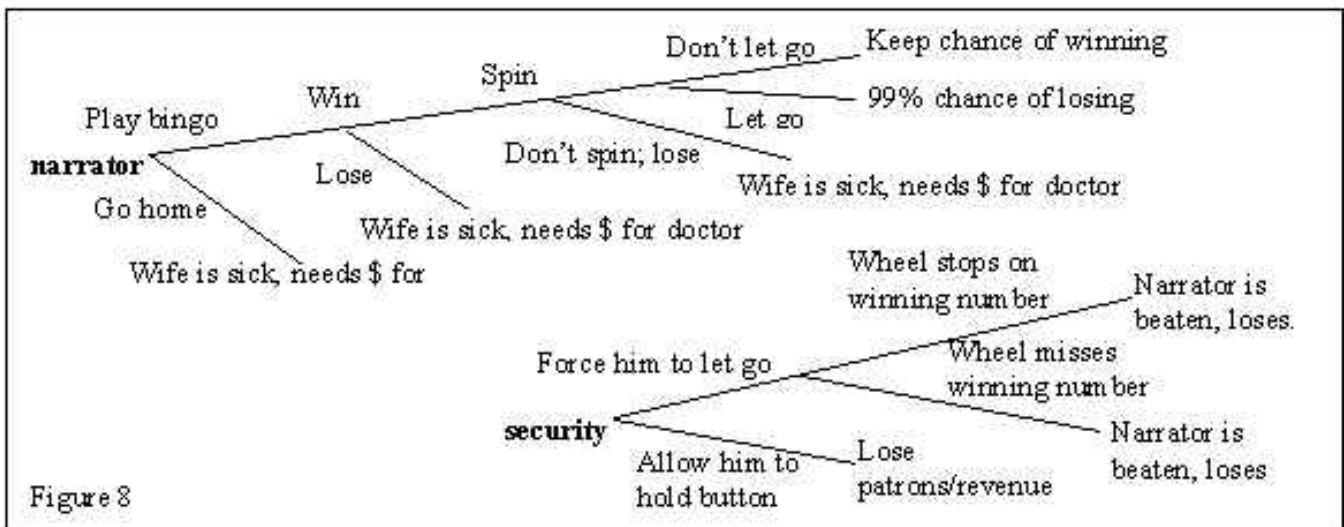 Don't let go
Keep chance of winning
Spin
Win
99% chance of losing
Play bingo
Let go
narrator
Don't spin; lose
Lose
Wife is sick, needs $ for doctor
Go home
Wife is sick, needs $ for doctor
Wife is sick, needs $ for
Wheel stops on
winning number
Narrator is
beaten, loses.
Force him to let go
Wheel misses
winning number
security
Narrator is
beaten, loses
Allow him to
hold button
Lose
patrons/revenue
Figure 8